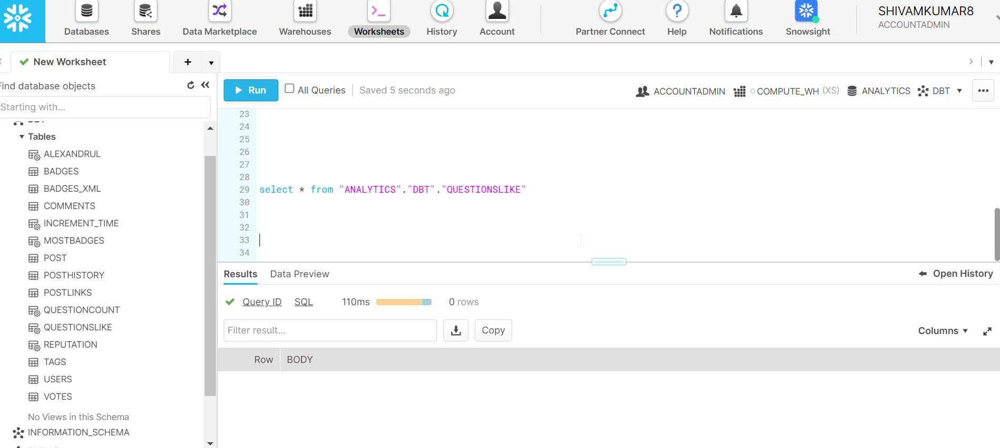 Databases Shares Data Marketplace Warehouses Worksheets History Account Partner Connect Help Notifications Snowsight
SHIVAMKUMAR8
ACCOUNTADMIN
New Worksheet
Find database objects
Starting with...
Tables
ALEXANDRUL
BADGES
BADGES_XML
COMMENTS
INCREMENT_TIME
MOSTBADGES
POST
POSTHISTORY
POSTLINKS
QUESTIONCOUNT
QUESTIONSLIKE
REPUTATION
TAGS
USERS
VOTES
No Views in this Schema
INFORMATION_SCHEMA
Run All Queries Saved 5 seconds ago ACCOUNTADMIN COMPUTE_WH (XS) ANALYTICS DBT
23
24
25
26
27
28
29 select * from "ANALYTICS"."DBT"."QUESTIONSLIKE"
30
31
32
33
34
Results Data Preview Open History
Query ID SQL 110ms 0 rows
Filter result... Copy Columns
Row BODY